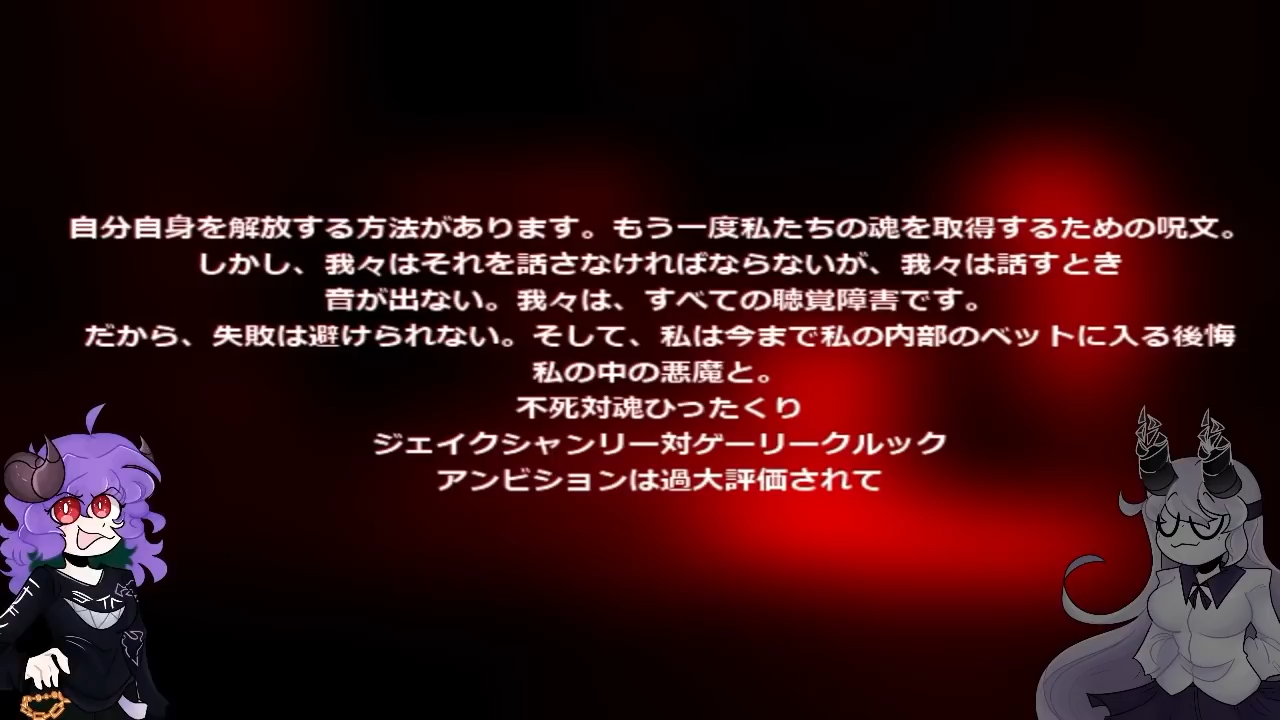 自分自身を解放する方法があります。もう一度私たちの魂を取得するための呪文。
しかし、我々はそれを話さなければならないが、我々は話すとき
音が出ない。我々は、すべての聴覚障害です。
だから、失敗は避けられない。そして、私は今まで私の内部のベットに入る後悔
私の中の悪魔と。
不死対魂ひったくり
ジェイクシャンリー対ゲーリークルック
アンビションは過大評価されて